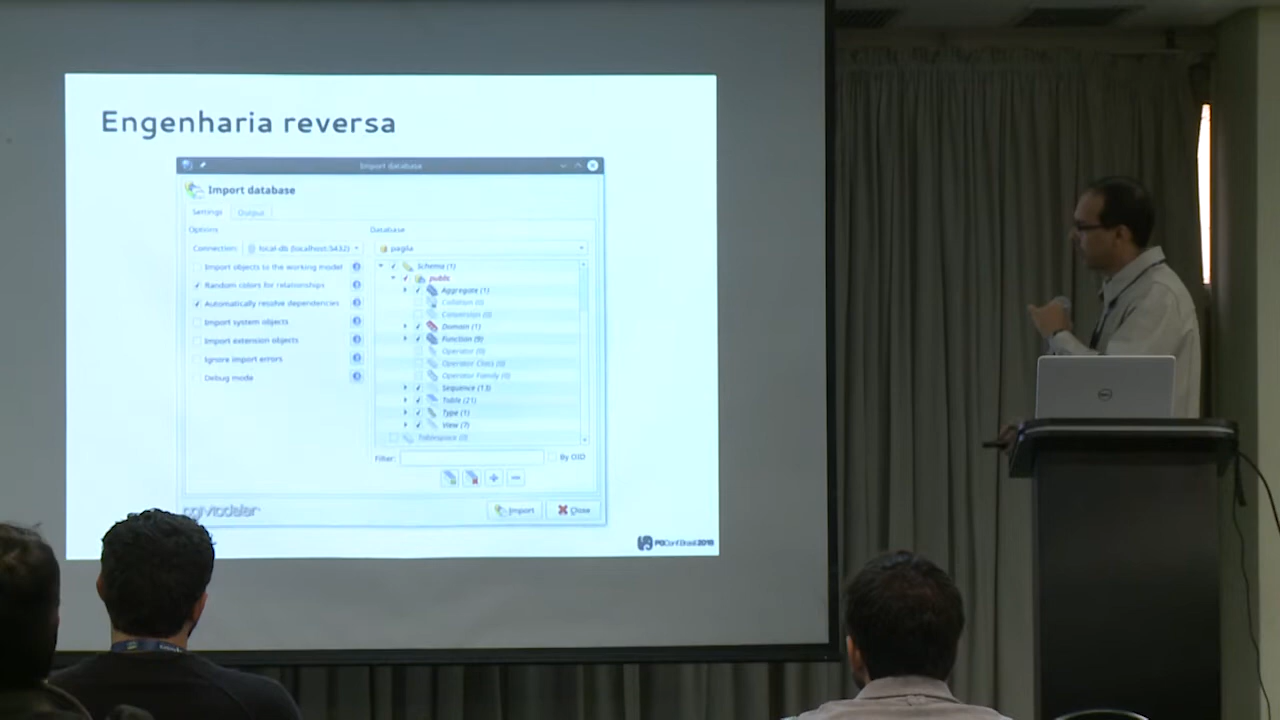 Engenharia reversa
Import database
Import database
Settings Output
Options
Database
Connection: local-db (localhost:5432)
pagila
Import objects to the working model
Random colors for relationships
Automatically resolve dependencies
Import system objects
Import extension objects
Ignore import errors
Debug mode
Schema (1)
public
Aggregate (1)
Collation (0)
Conversion (0)
Domain (1)
Function (9)
Operator (0)
Operator Class (0)
Operator Family (0)
Sequence (13)
Table (21)
Type (1)
View (7)
Tablespace (0)
Filter:
By OID
pgModeler
Import
Close
PGConf.Brasil 2018
DELL